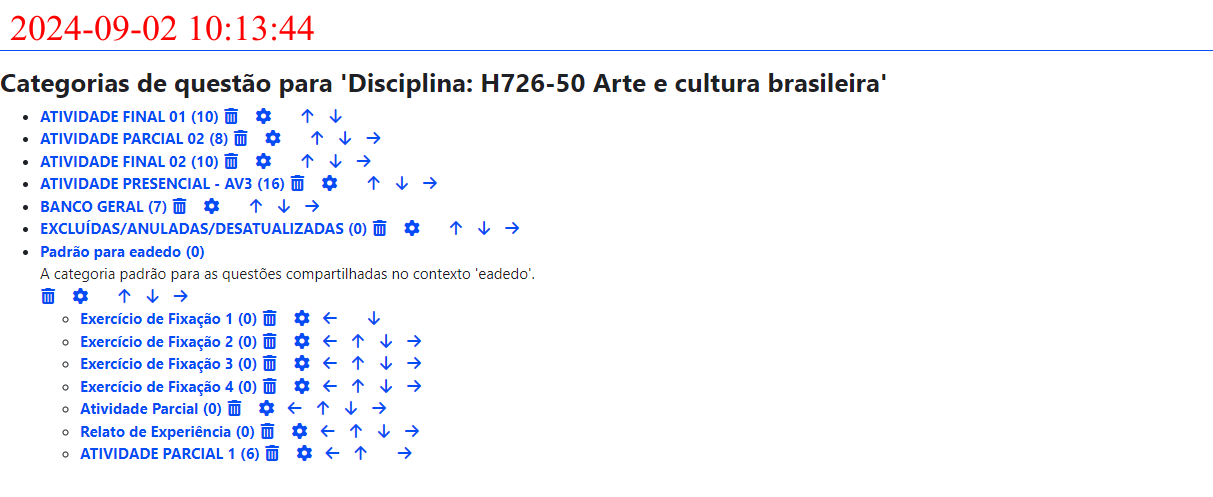 2024-09-02 10:13:44
Categorias de questão para 'Disciplina: H726-50 Arte e cultura brasileira'
ATIVIDADE FINAL 01 (10)
ATIVIDADE PARCIAL 02 (8)
ATIVIDADE FINAL 02 (10)
ATIVIDADE PRESENCIAL - AV3 (16)
BANCO GERAL (7)
EXCLUÍDAS/ANULADAS/DESATUALIZADAS (0)
Padrão para eadedo (0)
A categoria padrão para as questões compartilhadas no contexto 'eadedo'.
Exercício de Fixação 1 (0)
Exercício de Fixação 2 (0)
Exercício de Fixação 3 (0)
Exercício de Fixação 4 (0)
Atividade Parcial (0)
Relato de Experiência (0)
ATIVIDADE PARCIAL 1 (6)